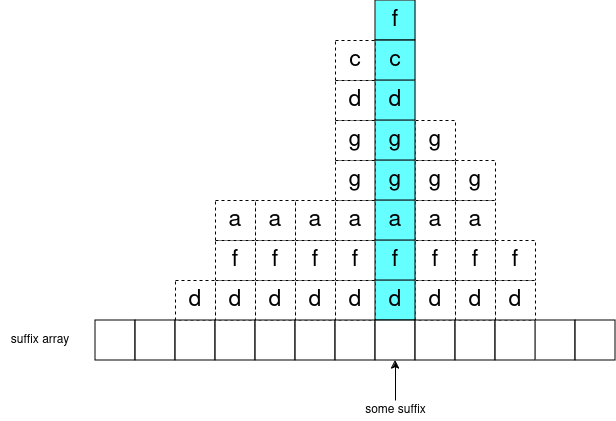 f
c c
d d
g g g
g g g g
a a a a a a a
f f f f f f f f
d d d d d d d d d
suffix array
some suffix